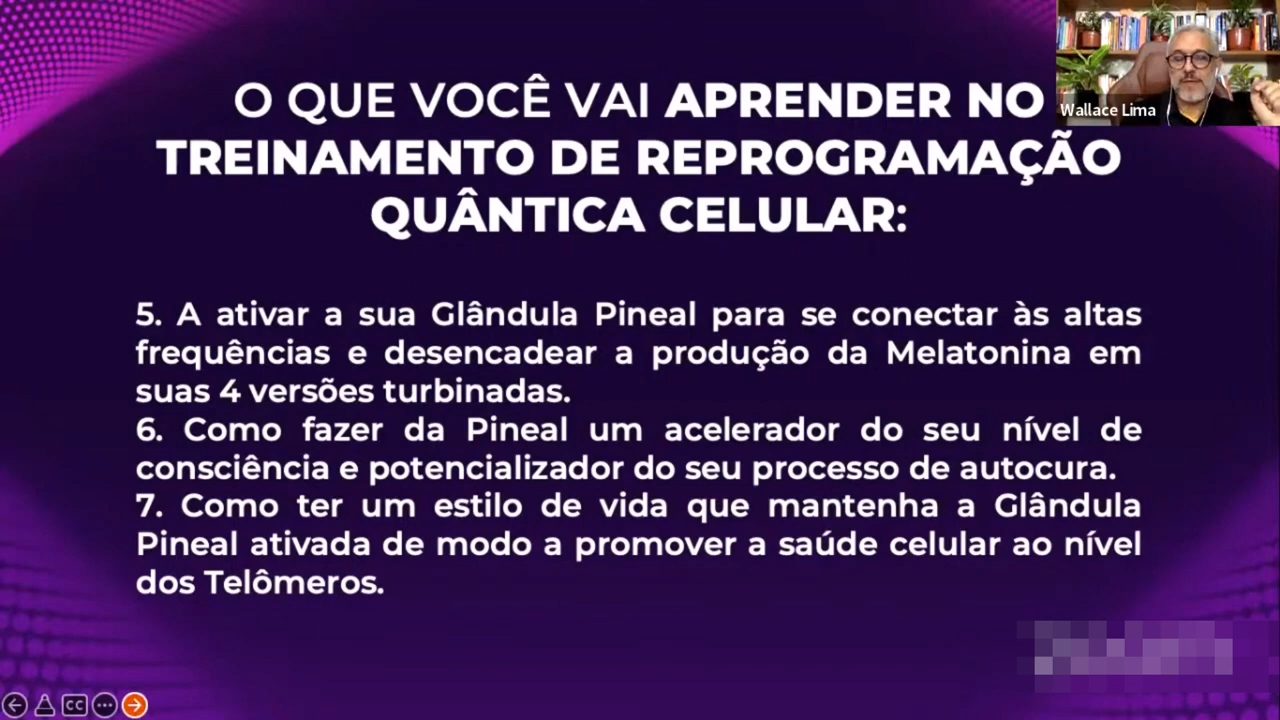 O QUE VOCÊ VAI APRENDER NO
TREINAMENTO DE REPROGRAMAÇÃO
QUÂNTICA CELULAR:
Wallace Lima
5. A ativar a sua Glândula Pineal para se conectar às altas
frequências e desencadear a produção da Melatonina em
suas 4 versões turbinadas.
6. Como fazer da Pineal um acelerador do seu nível de
consciência e potencializador do seu processo de autocura.
7. Como ter um estilo de vida que mantenha a Glândula
Pineal ativada de modo a promover a saúde celular ao nível
dos Telômeros.
CC